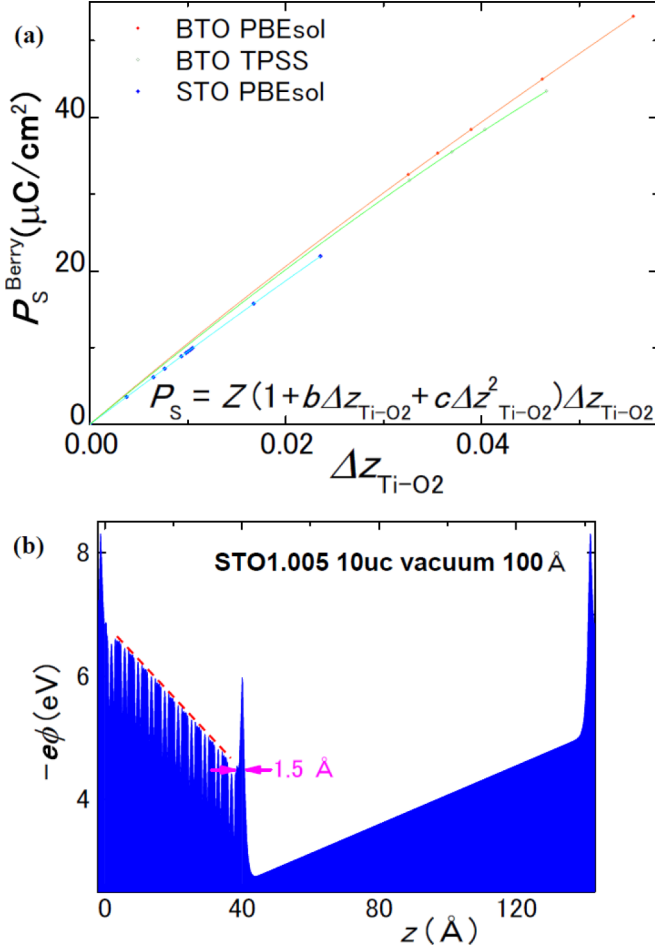 (a)
BTO PBEsol
BTO TPSS
STO PBEsol
P_S^Berry(μC/cm²)
40
20
0
P_S = Z(1+bΔz_Ti-O2+cΔz²_Ti-O2)Δz_Ti-O2
0.00 0.02 0.04
Δz_Ti-O2
(b)
STO1.005 10uc vacuum 100 Å
-eϕ(eV)
8
6
4
1.5 Å
0 40 80 120
z(Å)